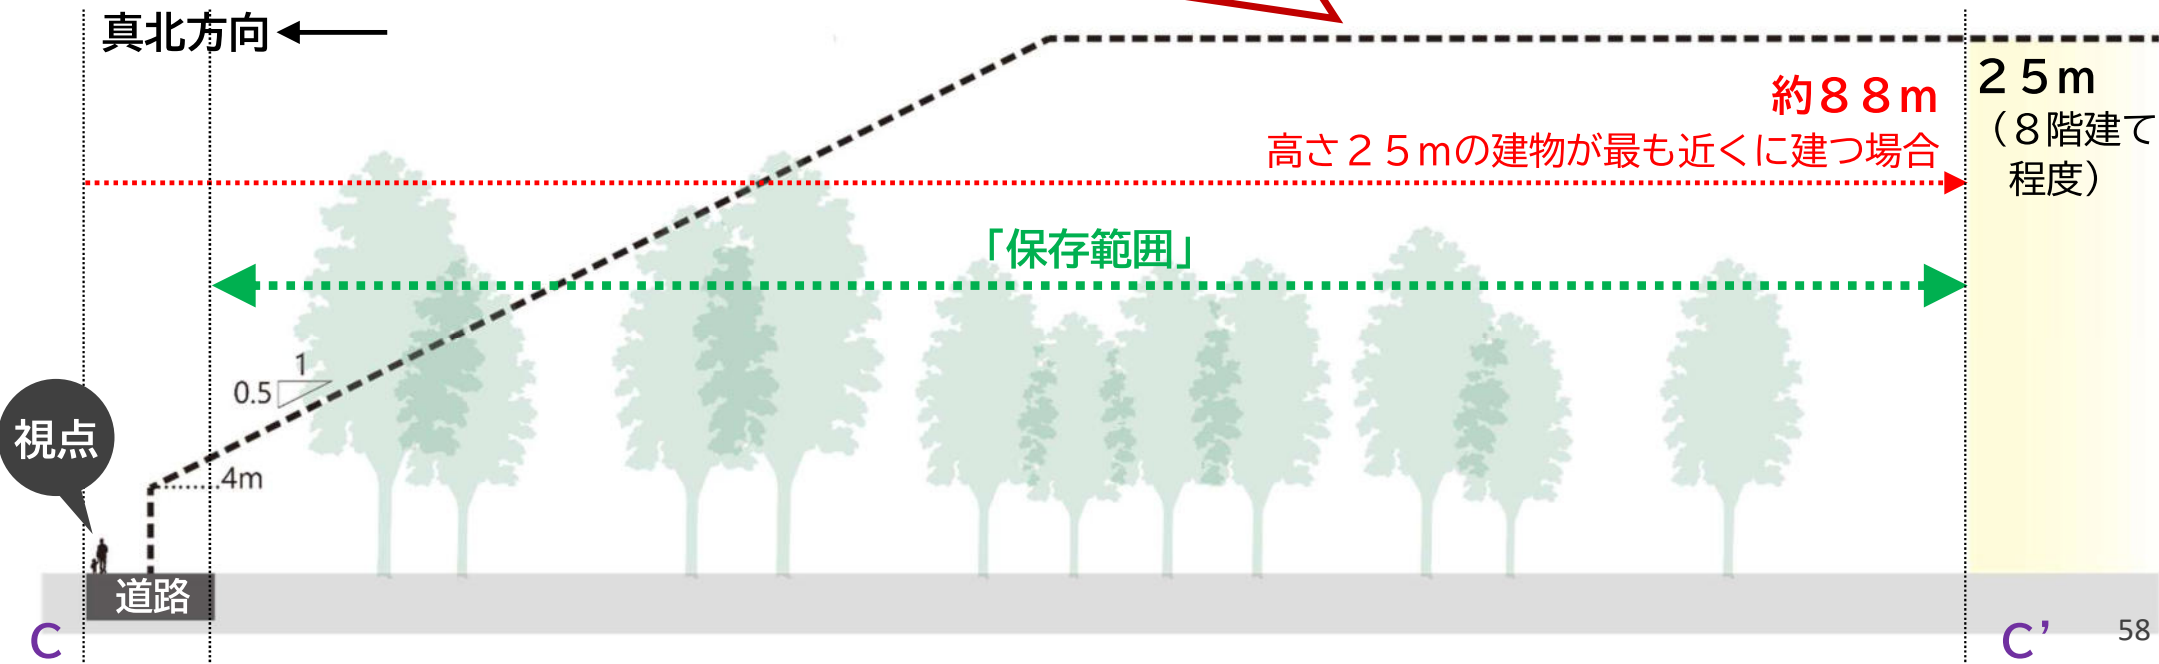 真北方向
25m
（8階建て
程度）
約88m
高さ25mの建物が最も近くに建つ場合
「保存範囲」
1
0.5
視点
4m
道路
C
C’
58